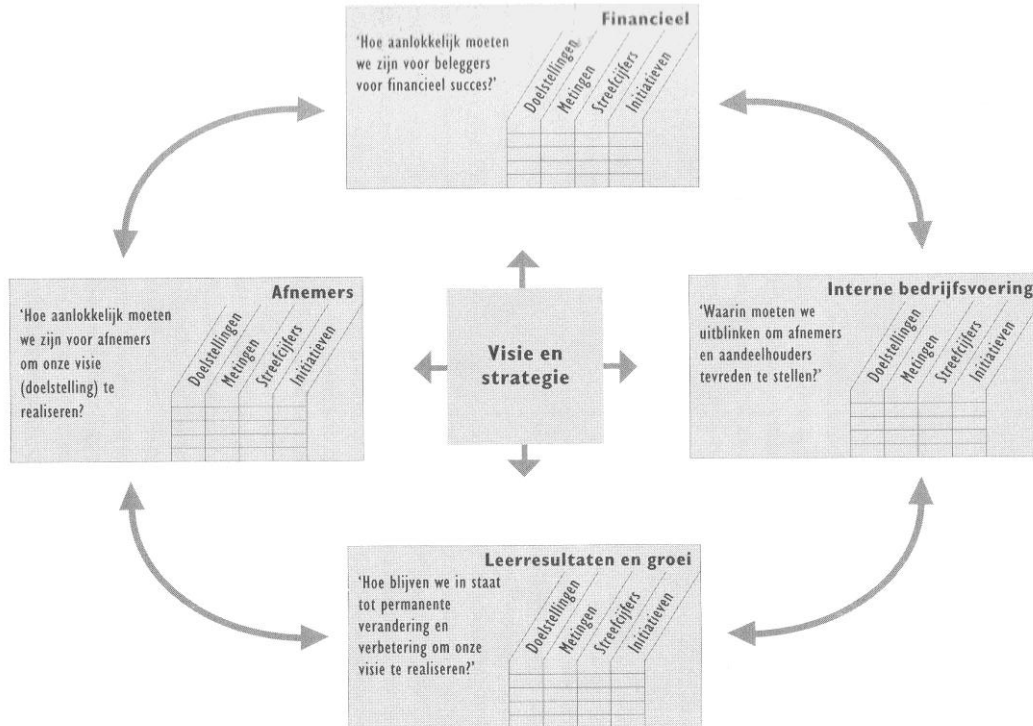 Financieel
'Hoe aanlokkelijk moeten
we zijn voor beleggers
voor financieel succes?'
Doelstellingen
Metingen
Streefcijfers
Initiatieven
Afnemers
'Hoe aanlokkelijk moeten
we zijn voor afnemers
om onze visie
(doelstelling) te
realiseren?
Doelstellingen
Metingen
Streefcijfers
Initiatieven
Visie en
strategie
Interne bedrijfsvoering
'Waarin moeten we
uitblinken om afnemers
en aandeelhouders
tevreden te stellen?'
Doelstellingen
Metingen
Streefcijfers
Initiatieven
Leerresultaten en groei
'Hoe blijven we in staat
tot permanente
verandering en
verbetering om onze
visie te realiseren?'
Doelstellingen
Metingen
Streefcijfers
Initiatieven